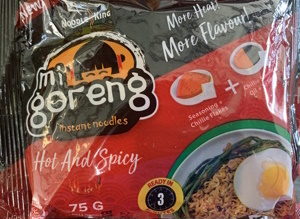 New
Noodle King
mi
goreng
instant noodles
Hot And Spicy
75 G
More Heat,
More Flavour!
Seasoning +
Chilli Flakes
+
READY IN
3